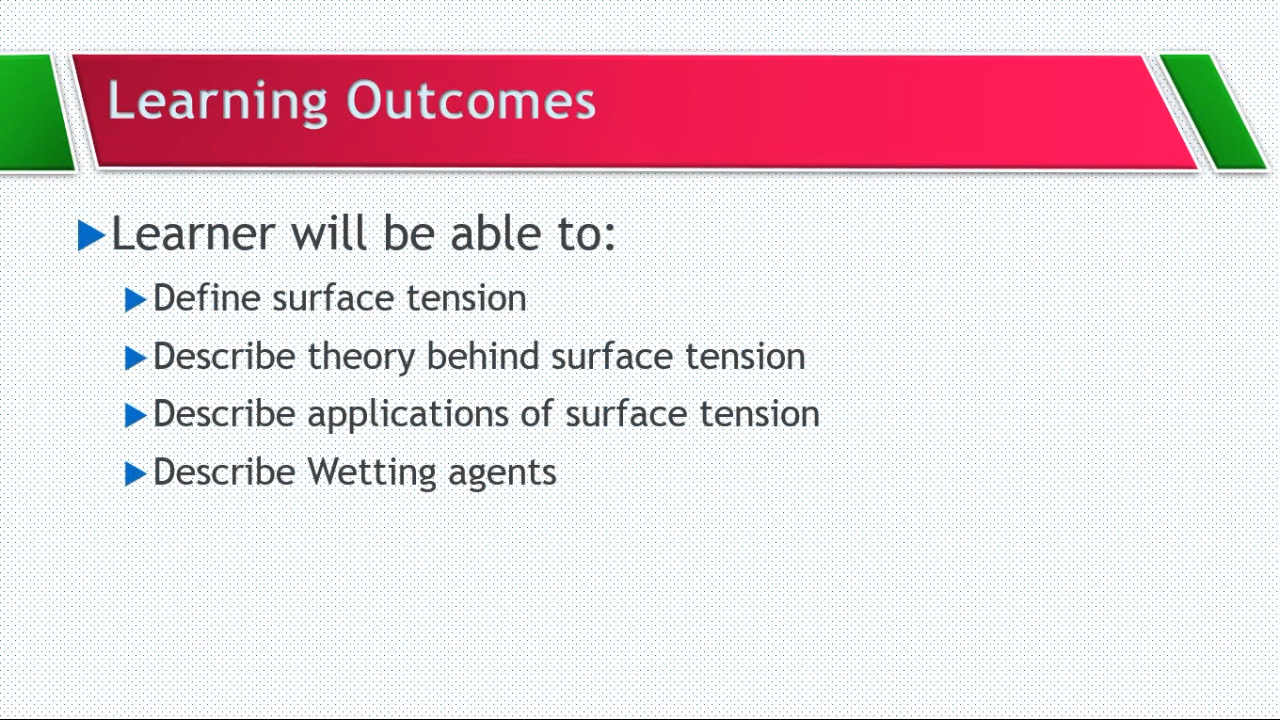 Learning Outcomes
Learner will be able to:
Define surface tension
Describe theory behind surface tension
Describe applications of surface tension
Describe Wetting agents